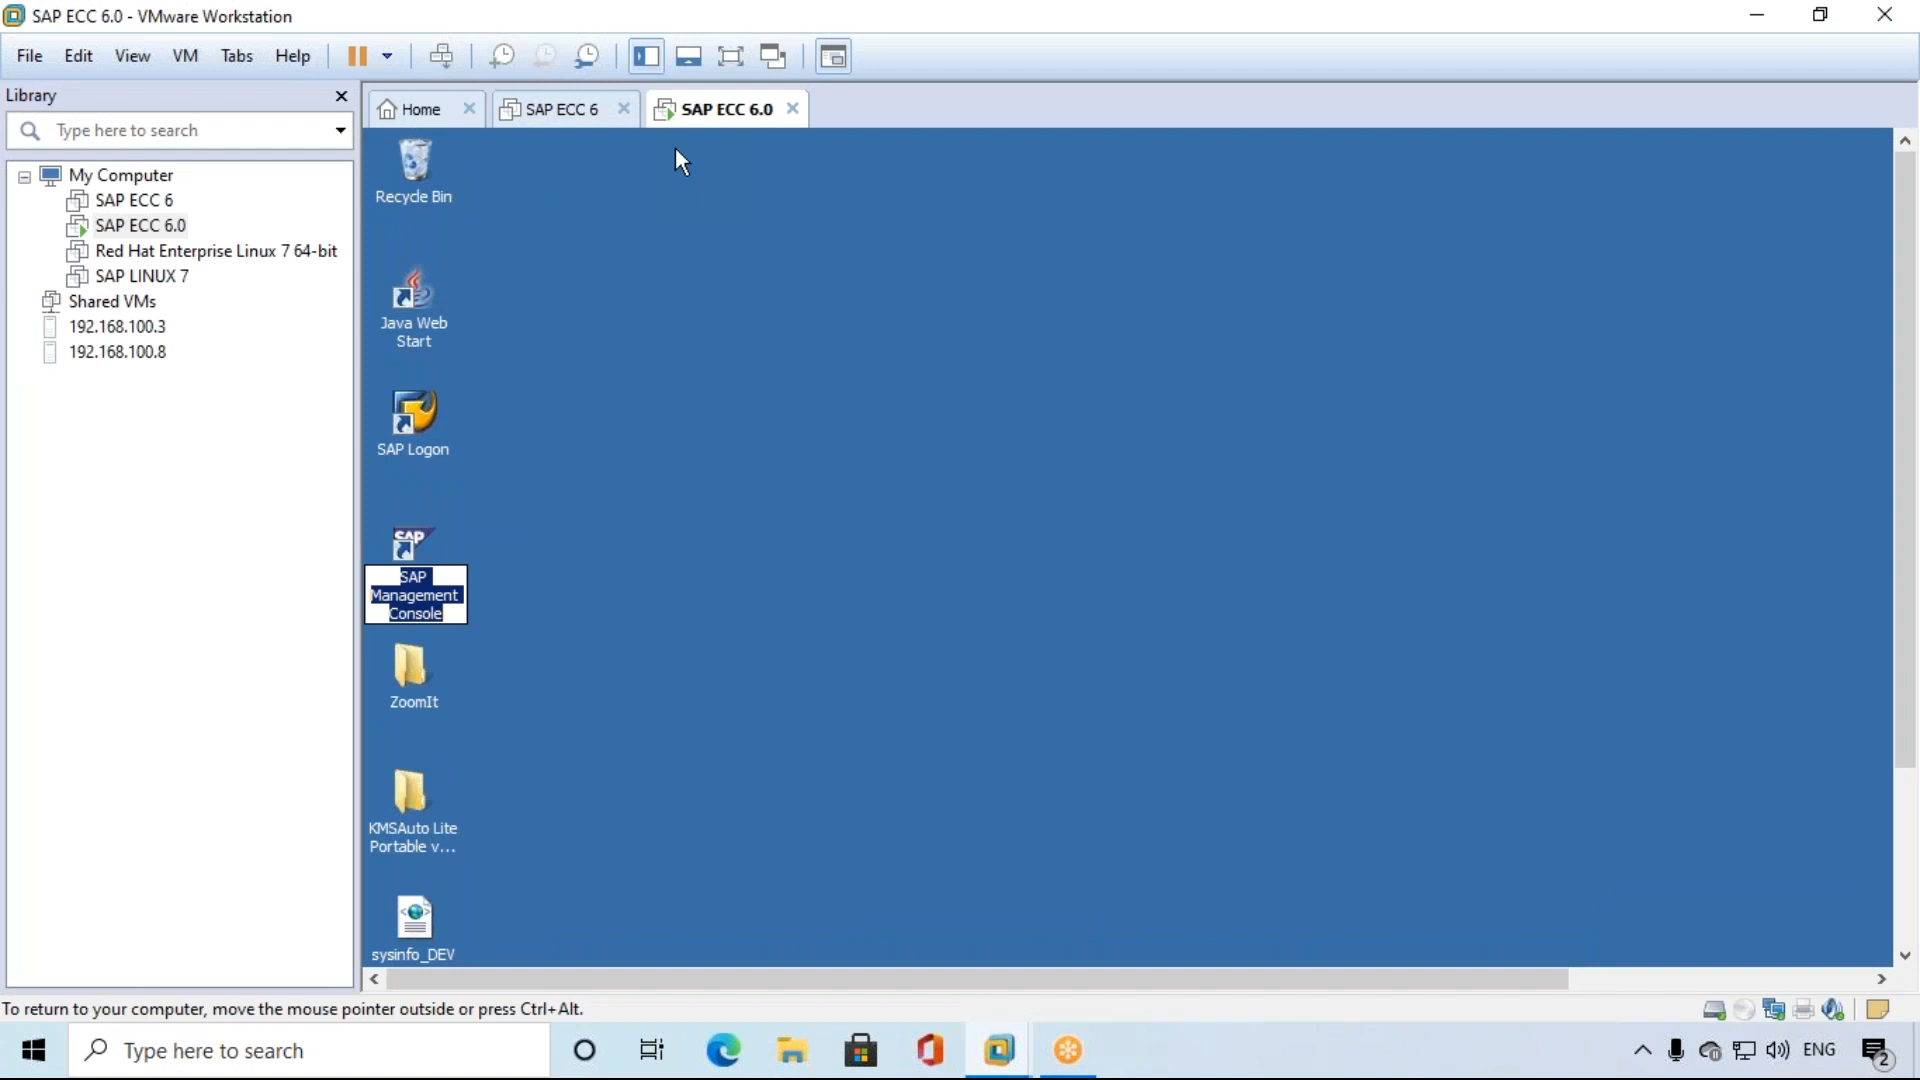 SAP ECC 6.0 - VMware Workstation
File Edit View VM Tabs Help
Library
Type here to search
Home
SAP ECC 6
SAP ECC 6.0
My Computer
SAP ECC 6
SAP ECC 6.0
Red Hat Enterprise Linux 7 64-bit
SAP LINUX 7
Shared VMs
192.168.100.3
192.168.100.8
Recycle Bin
Java Web
Start
SAP Logon
SAP
SAP
Management
Console
ZoomIt
KMSAuto Lite
Portable v...
sysinfo_DEV
To return to your computer, move the mouse pointer outside or press Ctrl+Alt.
Type here to search
ENG
2